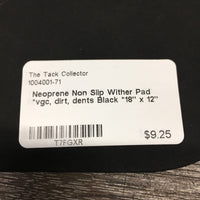 The Tack Collector
1004001-71
Neoprene Non Slip Wither Pad
*vgc, dirt, dents Black *18" x 12"
$9.25
T7FGXR